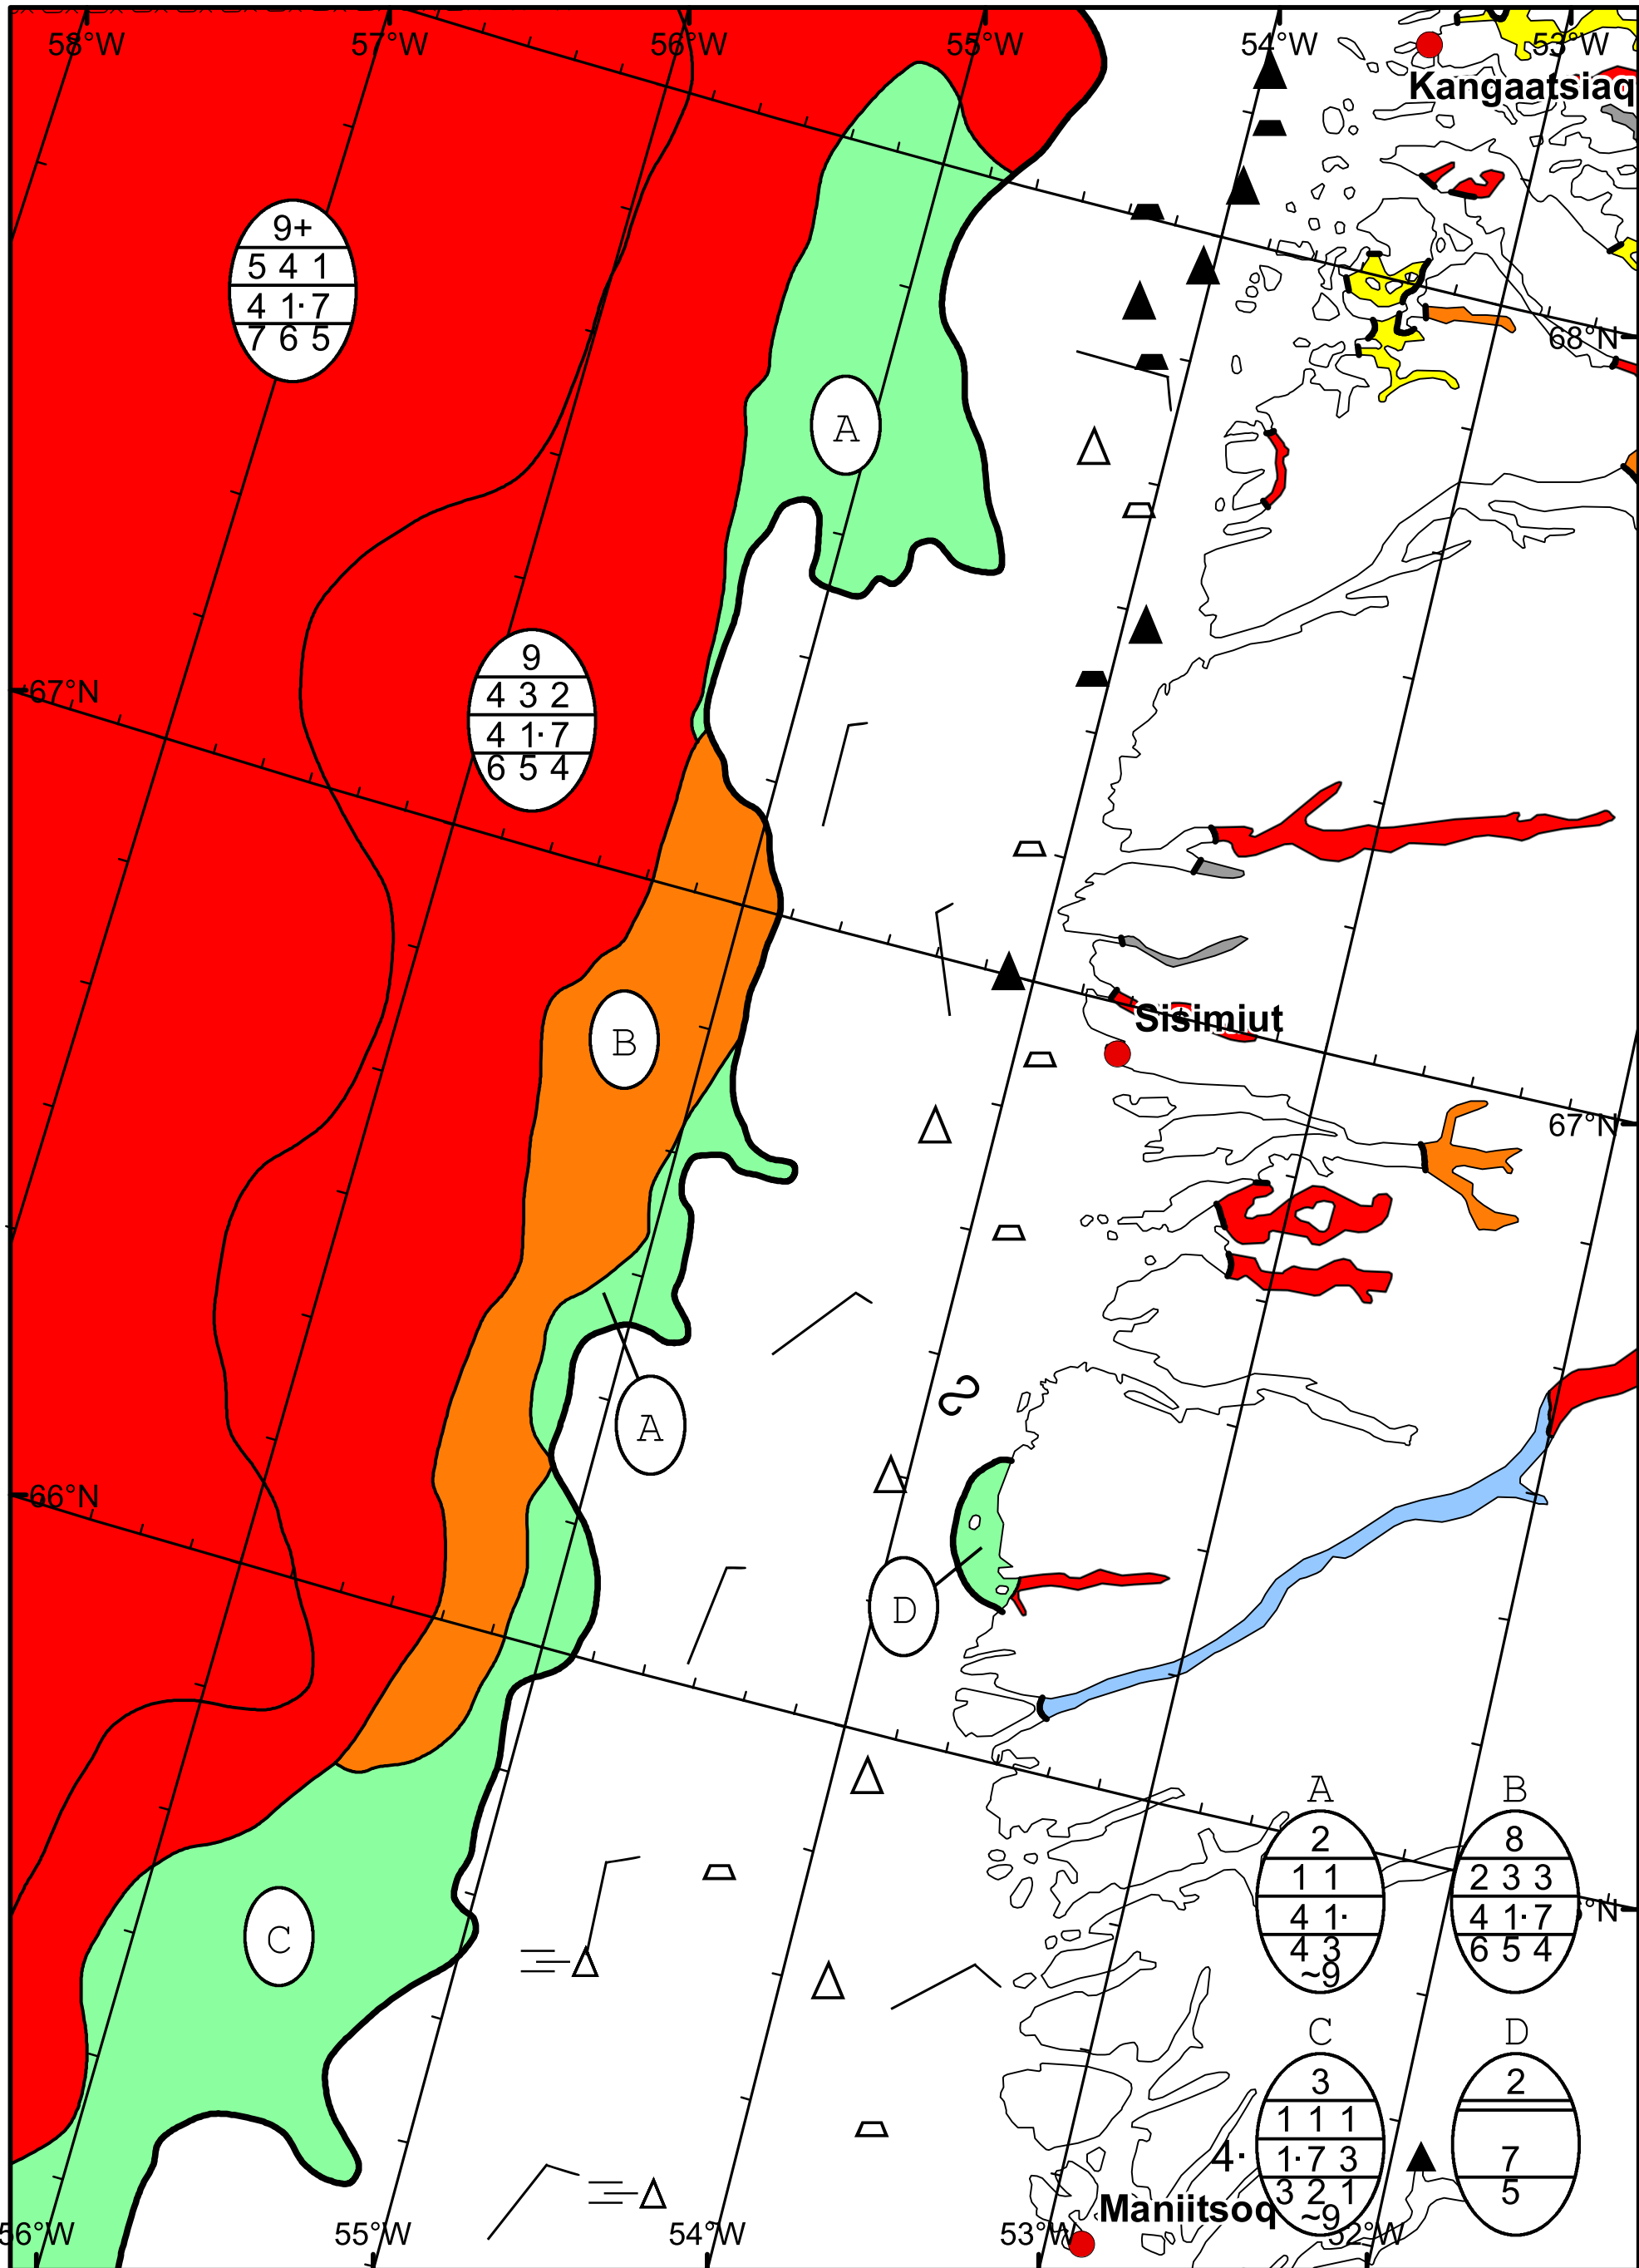 58°W 57°W 56°W 55°W 54°W 53°W
Kangaatsiaq
9+
5 4 1
4 1· 7
7 6 5
68°N
A
9
4 3 2
4 1· 7
6 5 4
67°N
B
Sisimiut
67°N
A
66°N
D
A
2
1 1
4 1·
4 3
~9
B
8
2 3 3
4 1· 7
6 5 4
°N
C
C
3
1 1 1
4· 1· 7 3
3 2 1
~9
D
2
7
5
Maniitsoq
56°W 55°W 54°W 53°W 52°W